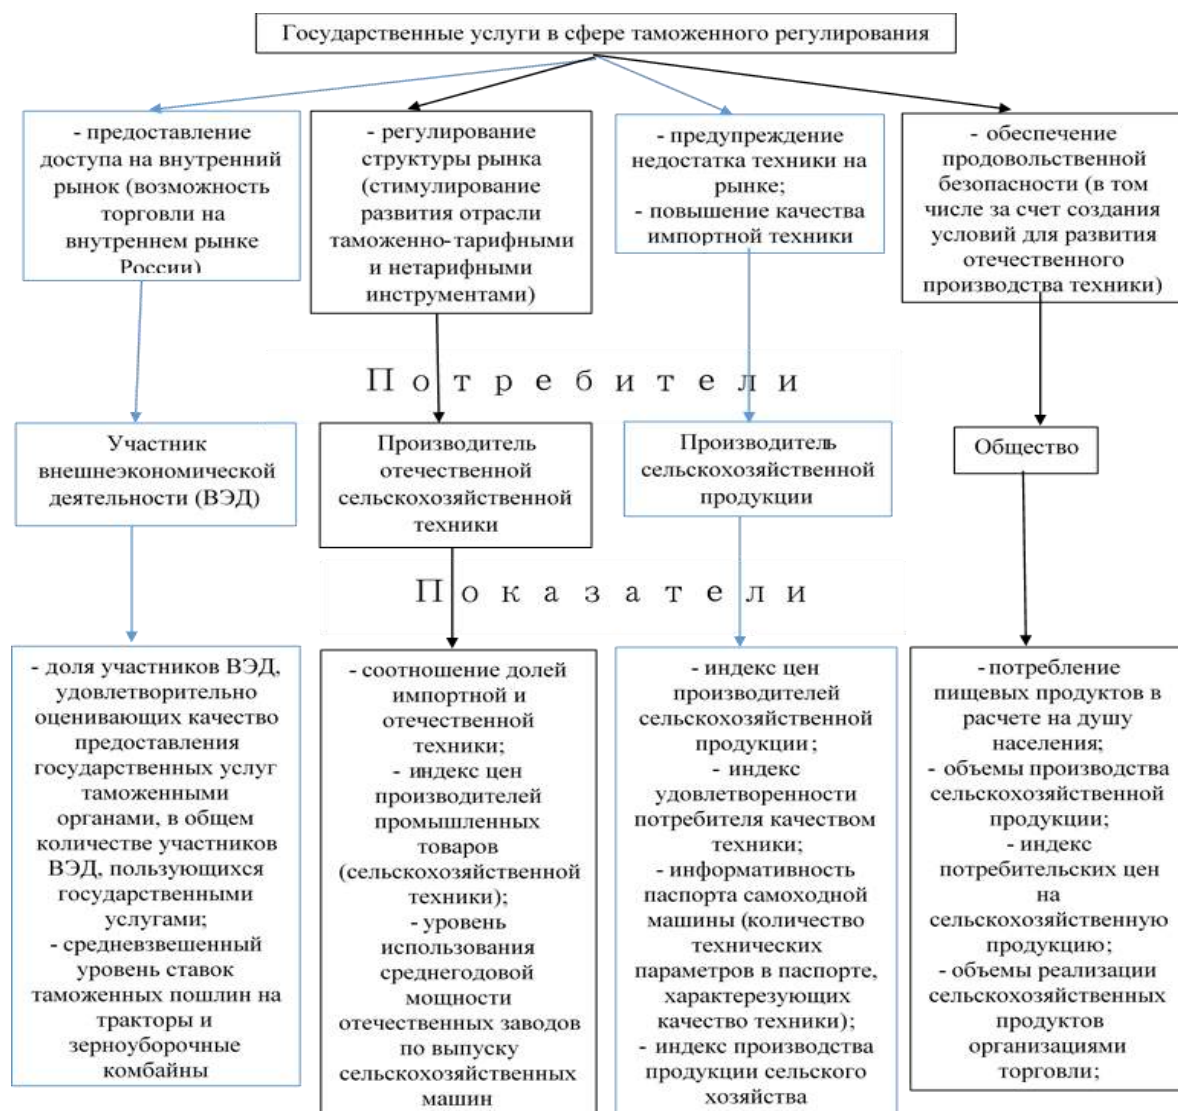 Государственные услуги в сфере таможенного регулирования
- предоставление
доступа на внутренний
рынок (возможность
торговли на
внутреннем рынке
России)
- регулирование
структуры рынка
(стимулирование
развития отрасли
таможенно-тарифными
и нетарифными
инструментами)
- предупреждение
недостатка техники на
рынке;
- повышение качества
импортной техники
- обеспечение
продовольственной
безопасности (в том
числе за счет создания
условий для развития
отечественного
производства техники)
Потребители
Участник
внешнеэкономической
деятельности (ВЭД)
Производитель
отечественной
сельскохозяйственной
техники
Производитель
сельскохозяйственной
продукции
Общество
Показатели
- доля участников ВЭД,
удовлетворительно
оценивающих качество
предоставления
государственных услуг
таможенными
органами, в общем
количестве участников
ВЭД, пользующихся
государственными
услугами;
- средневзвешенный
уровень ставок
таможенных пошлин на
тракторы и
зерноуборочные
комбайны
- соотношение долей
импортной и
отечественной
техники;
- индекс цен
производителей
промышленных
товаров
(сельскохозяйственной
техники);
- уровень
использования
среднегодовой
мощности
отечественных заводов
по выпуску
сельскохозяйственных
машин
- индекс цен
производителей
сельскохозяйственной
продукции;
- индекс
удовлетворенности
потребителя качеством
техники;
- информативность
паспорта самоходной
машины (количество
технических
параметров в паспорте,
характерезующих
качество техники);
- индекс производства
продукции сельского
хозяйства
- потребление
пищевых продуктов в
расчете на душу
населения;
- объемы производства
сельскохозяйственной
продукции;
- индекс
потребительских цен
на
сельскохозяйственную
продукцию;
- объемы реализации
сельскохозяйственных
продуктов
организациями
торговли;